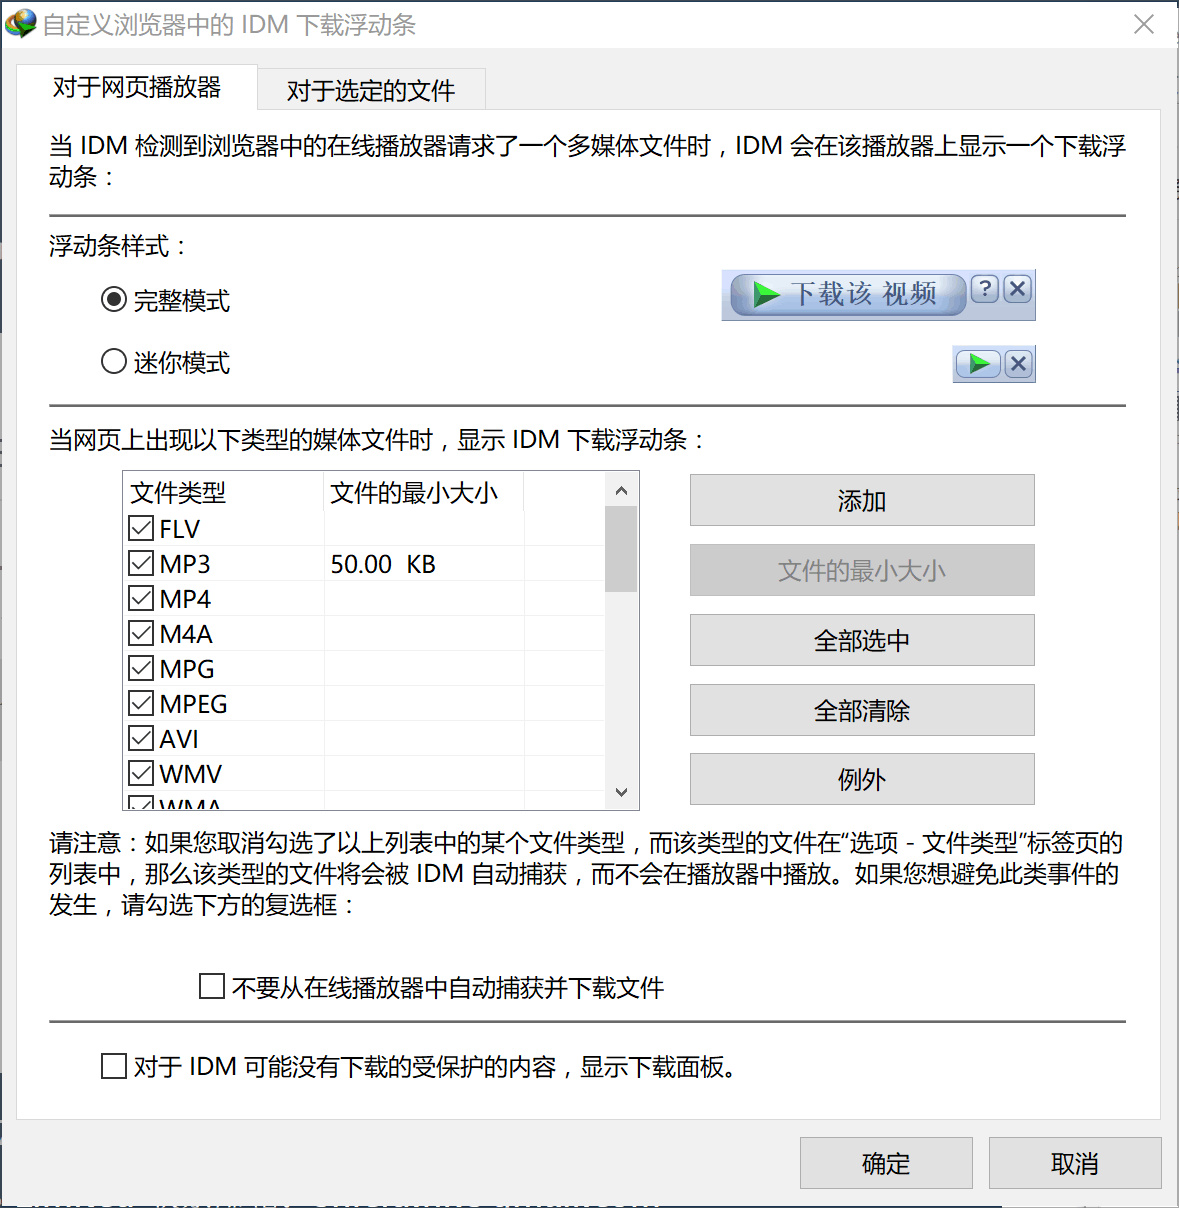 自定义浏览器中的 IDM 下载浮动条
对于网页播放器
对于选定的文件
当 IDM 检测到浏览器中的在线播放器请求了一个多媒体文件时，IDM 会在该播放器上显示一个下载浮
动条：
浮动条样式：
完整模式
下载该 视频 ?
迷你模式
当网页上出现以下类型的媒体文件时，显示 IDM 下载浮动条：
文件类型 文件的最小大小
FLV
MP3 50.00 KB
MP4
M4A
MPG
MPEG
AVI
WMV
WMA
添加
文件的最小大小
全部选中
全部清除
例外
请注意：如果您取消勾选了以上列表中的某个文件类型，而该类型的文件在“选项 - 文件类型”标签页的
列表中，那么该类型的文件将会被 IDM 自动捕获，而不会在播放器中播放。如果您想避免此类事件的
发生，请勾选下方的复选框：
不要从在线播放器中自动捕获并下载文件
对于 IDM 可能没有下载的受保护的内容，显示下载面板。
确定
取消